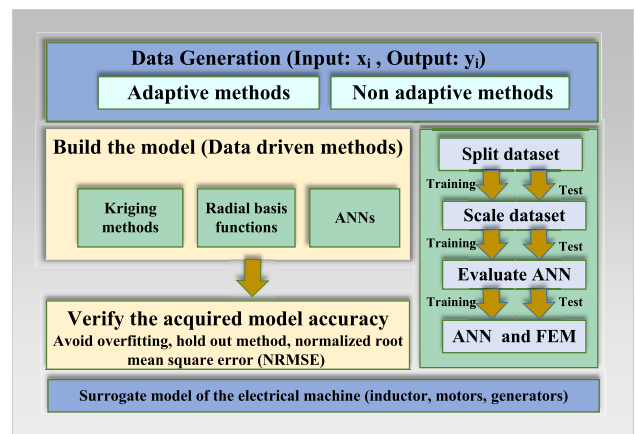 Data Generation (Input: xi , Output: yi)
Adaptive methods
Non adaptive methods
Build the model (Data driven methods)
Kriging
methods
Radial basis
functions
ANNs
Verify the acquired model accuracy
Avoid overfitting, hold out method, normalized root
mean square error (NRMSE)
Split dataset
Training
Test
Scale dataset
Training
Test
Evaluate ANN
Training
Test
ANN and FEM
Surrogate model of the electrical machine (inductor, motors, generators)